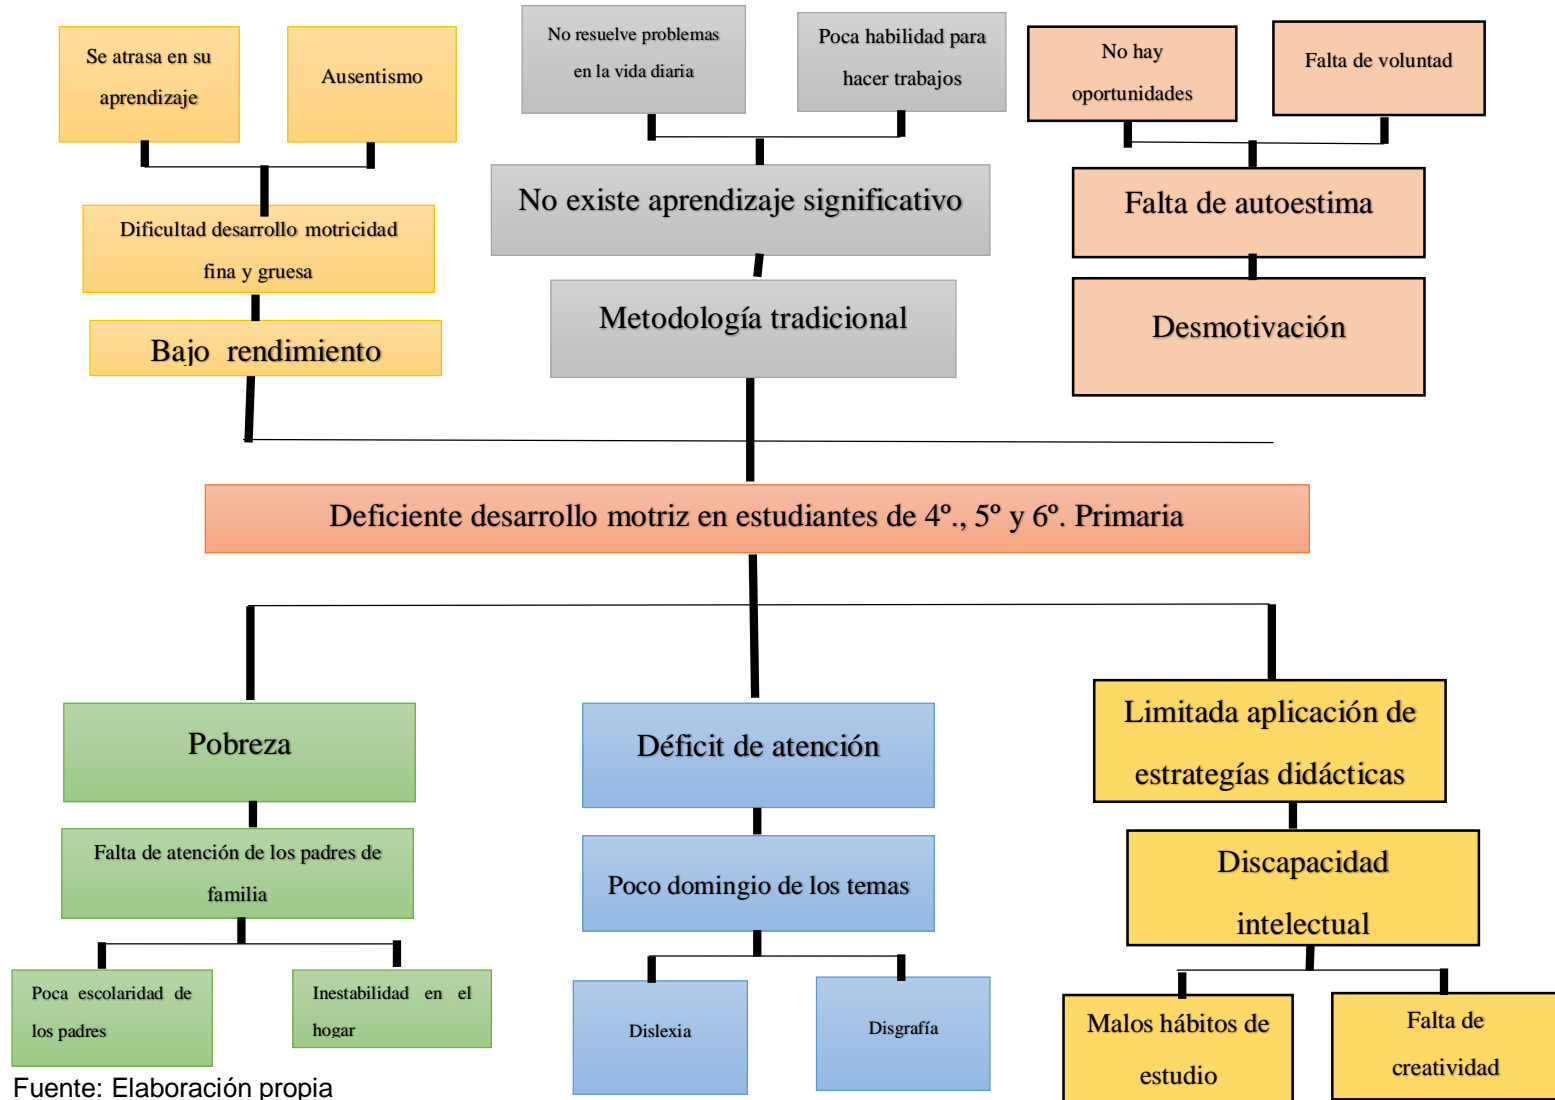 Se atrasa en su
aprendizaje
Ausentismo
No resuelve problemas
en la vida diaria
Poca habilidad para
hacer trabajos
No hay
oportunidades
Falta de voluntad
Dificultad desarrollo motricidad
fina y gruesa
No existe aprendizaje significativo
Falta de autoestima
Bajo rendimiento
Metodología tradicional
Desmotivación
Deficiente desarrollo motriz en estudiantes de 4º., 5º y 6º. Primaria
Pobreza
Déficit de atención
Limitada aplicación de
estrategías didácticas
Falta de atención de los padres de
familia
Poco domingio de los temas
Discapacidad
intelectual
Poca escolaridad de
los padres
Inestabilidad en el
hogar
Dislexia
Disgrafía
Malos hábitos de
estudio
Falta de
creatividad
Fuente: Elaboración propia